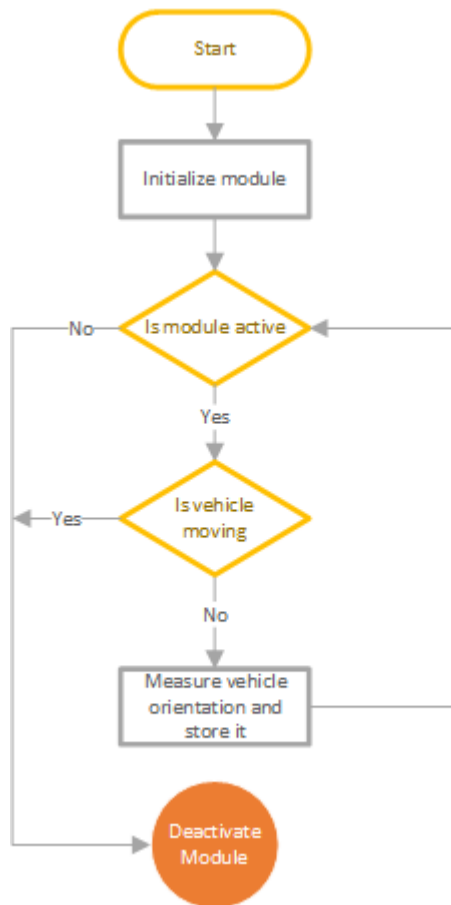 Start
Initialize module
Is module active
No
Yes
Is vehicle
moving
Yes
No
Measure vehicle
orientation and
store it
Deactivate
Module